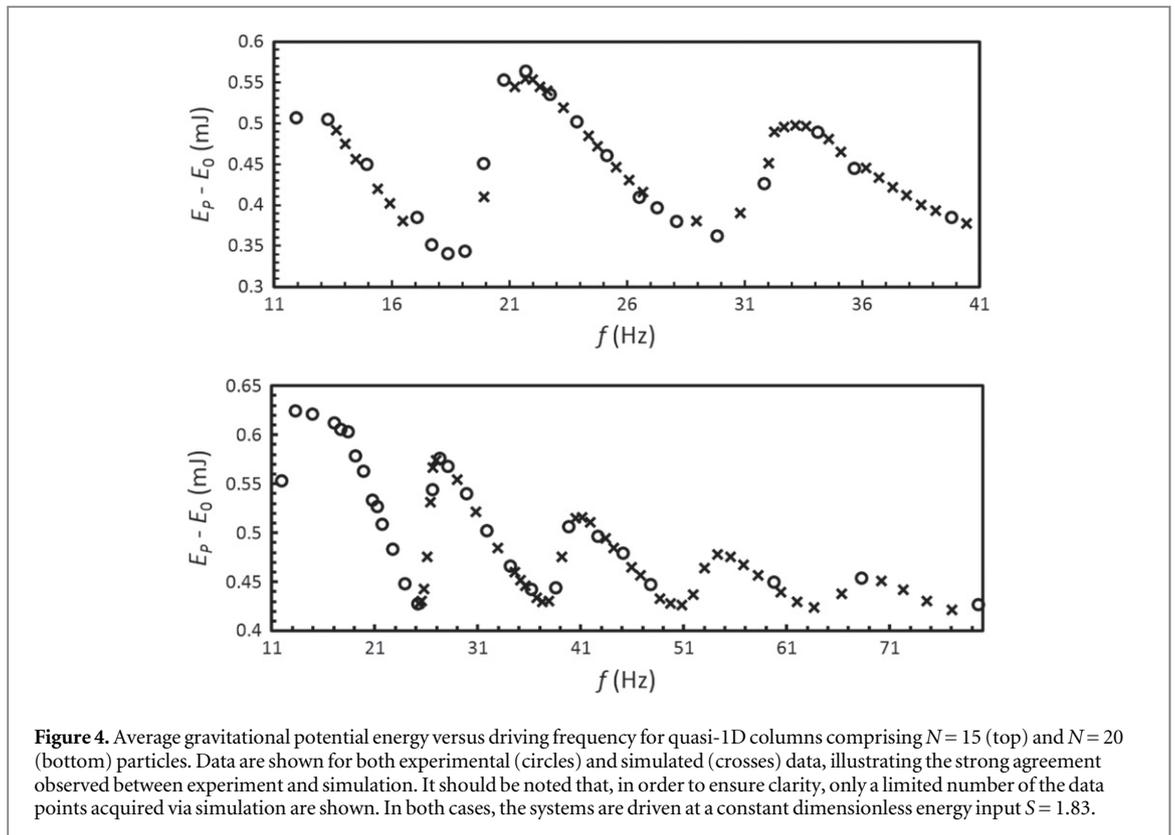 0.6
0.55
0.5
0.45
0.4
0.35
0.3
E_P - E_0 (mJ)
11 16 21 26 31 36 41
f (Hz)
0.65
0.6
0.55
0.5
0.45
0.4
E_P - E_0 (mJ)
11 21 31 41 51 61 71
f (Hz)
Figure 4. Average gravitational potential energy versus driving frequency for quasi-1D columns comprising N = 15 (top) and N = 20
(bottom) particles. Data are shown for both experimental (circles) and simulated (crosses) data, illustrating the strong agreement
observed between experiment and simulation. It should be noted that, in order to ensure clarity, only a limited number of the data
points acquired via simulation are shown. In both cases, the systems are driven at a constant dimensionless energy input S = 1.83.